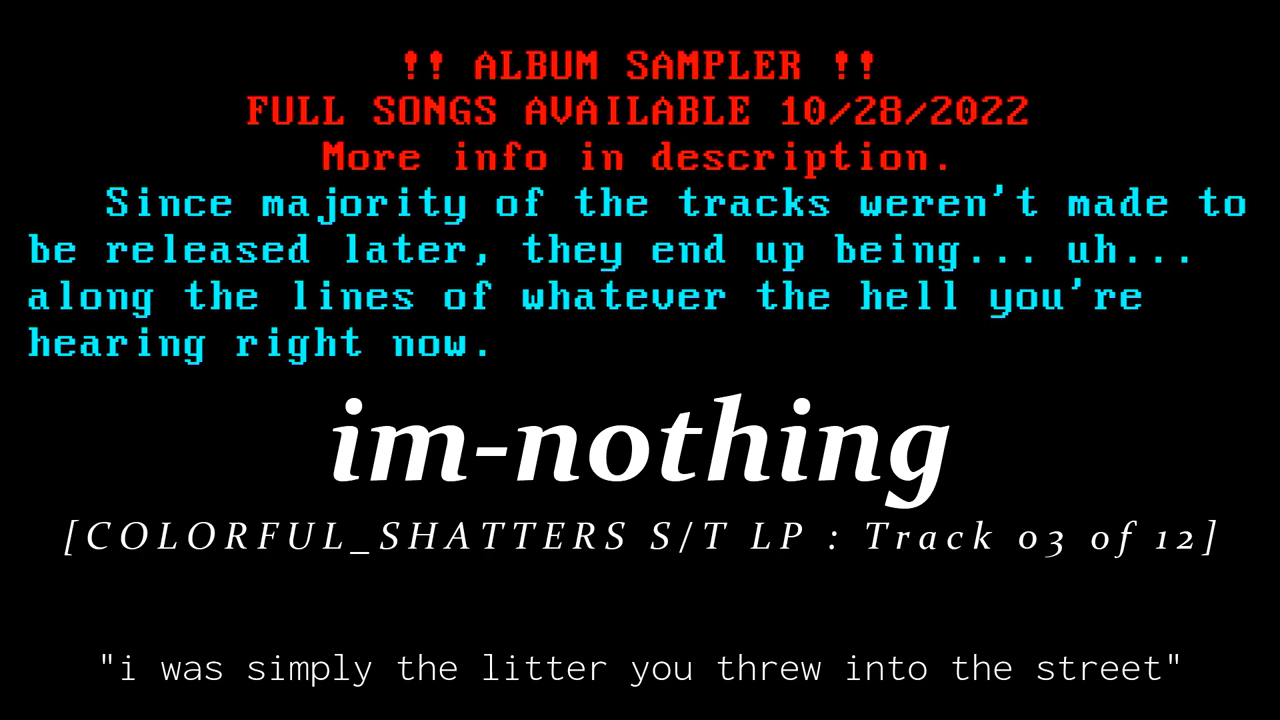 !! ALBUM SAMPLER !!
FULL SONGS AVAILABLE 10/28/2022
More info in description.
Since majority of the tracks weren't made to
be released later, they end up being... uh...
along the lines of whatever the hell you're
hearing right now.
im-nothing
[COLORFUL_SHATTERS S/T LP : Track 03 of 12]
"i was simply the litter you threw into the street"